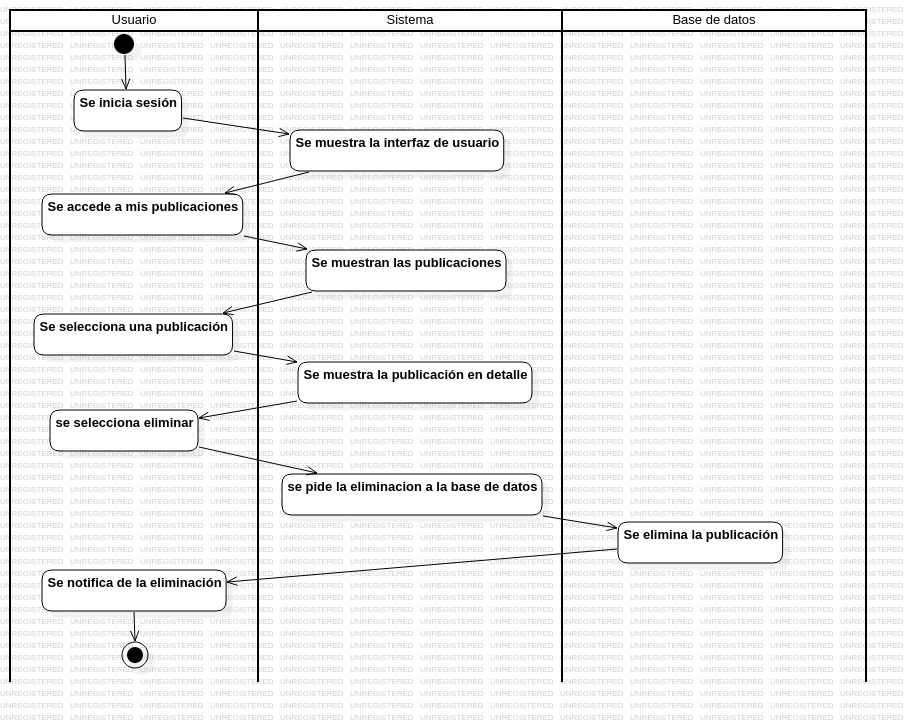 Usuario
Sistema
Base de datos
Se inicia sesión
Se muestra la interfaz de usuario
Se accede a mis publicaciones
Se muestran las publicaciones
Se selecciona una publicación
Se muestra la publicación en detalle
se selecciona eliminar
se pide la eliminacion a la base de datos
Se elimina la publicación
Se notifica de la eliminación
UNREGISTERED